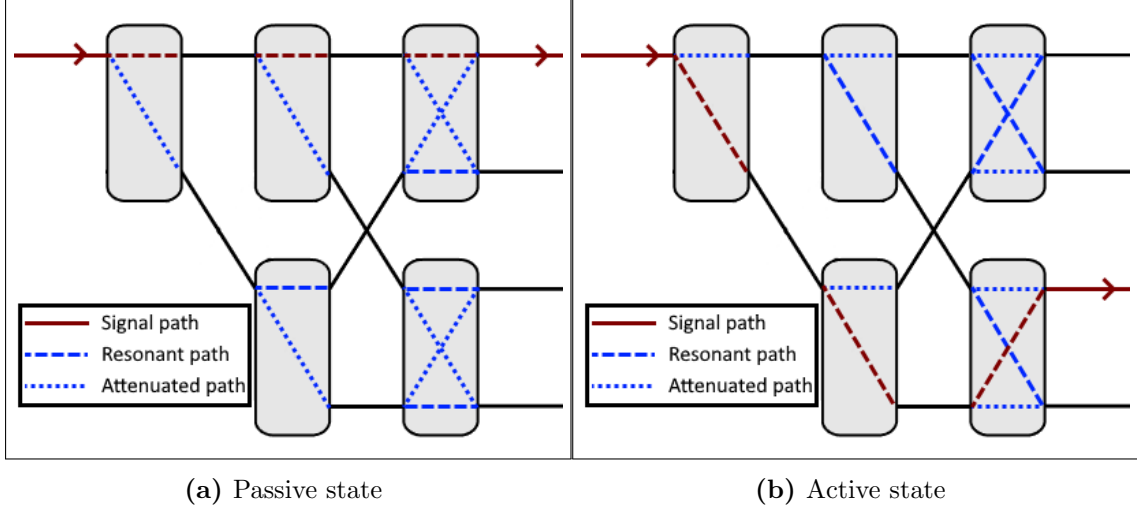 Signal path
Resonant path
Attenuated path
Signal path
Resonant path
Attenuated path
(a) Passive state
(b) Active state